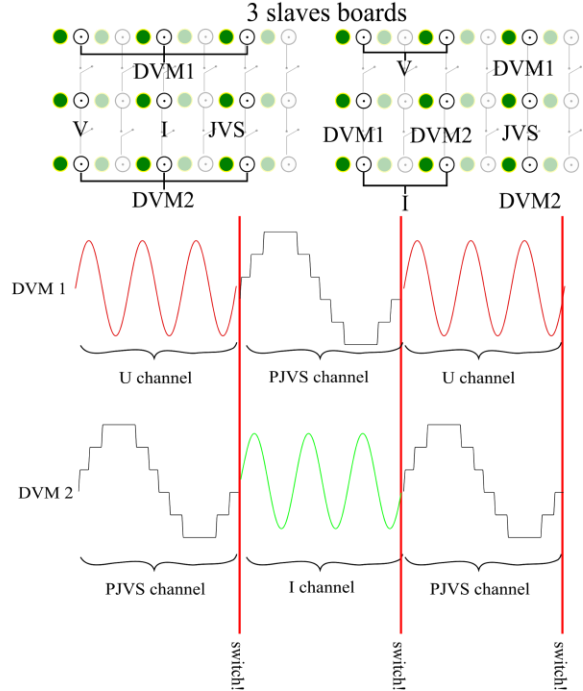 3 slaves boards
DVM1
V I JVS
DVM2
V DVM1
DVM1 DVM2 JVS
I DVM2
DVM 1
U channel PJVS channel U channel
DVM 2
PJVS channel I channel PJVS channel
switch! switch! switch!